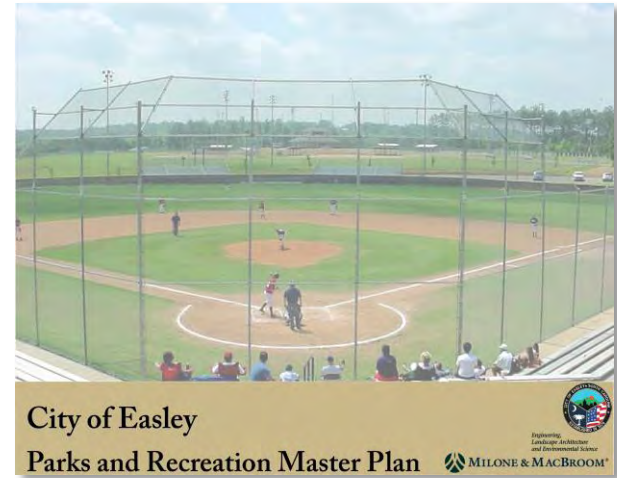 City of Easley
Parks and Recreation Master Plan
Engineering,
Landscape Architecture
and Environmental Science
MILONE & MACBROOM®